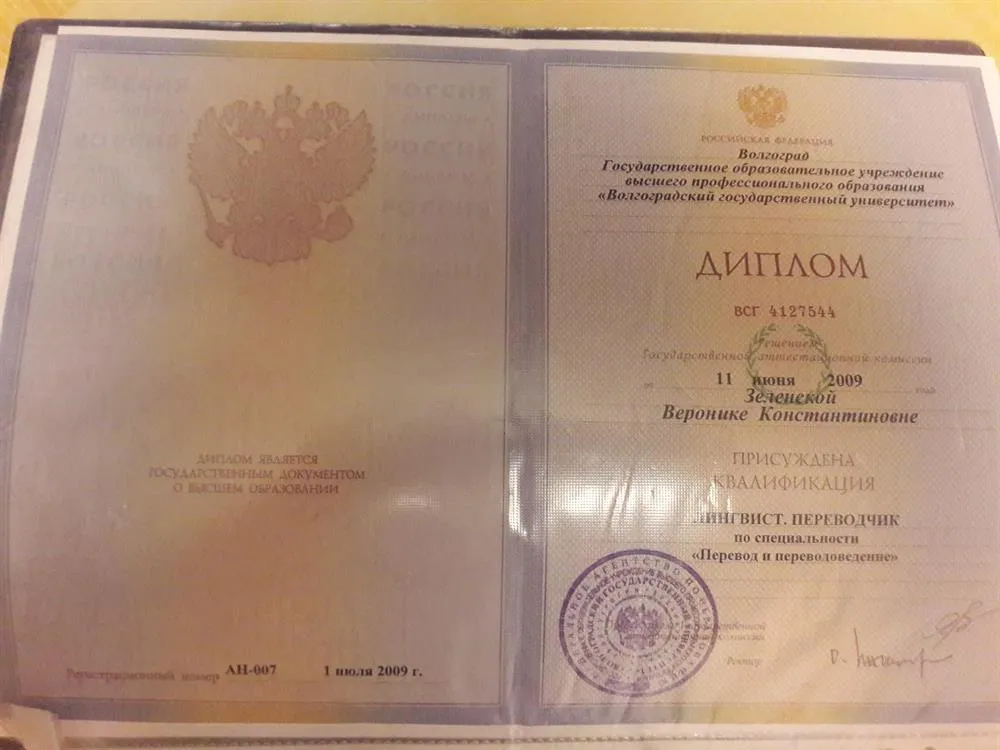 ДИПЛОМ ЯВЛЯЕТСЯ
ГОСУДАРСТВЕННЫМ ДОКУМЕНТОМ
О ВЫСШЕМ ОБРАЗОВАНИИ
Регистрационный номер АН-007 1 июля 2009 г.
РОССИЙСКАЯ ФЕДЕРАЦИЯ
Волгоград
Государственное образовательное учреждение
высшего профессионального образования
«Волгоградский государственный университет»
ДИПЛОМ
ВСГ 4127544
Решением
Государственной аттестационной комиссии
от 11 июня 2009 года
Зеленской
Веронике Константиновне
ПРИСУЖДЕНА
КВАЛИФИКАЦИЯ
ЛИНГВИСТ. ПЕРЕВОДЧИК
по специальности
«Перевод и переводоведение»
Ректор